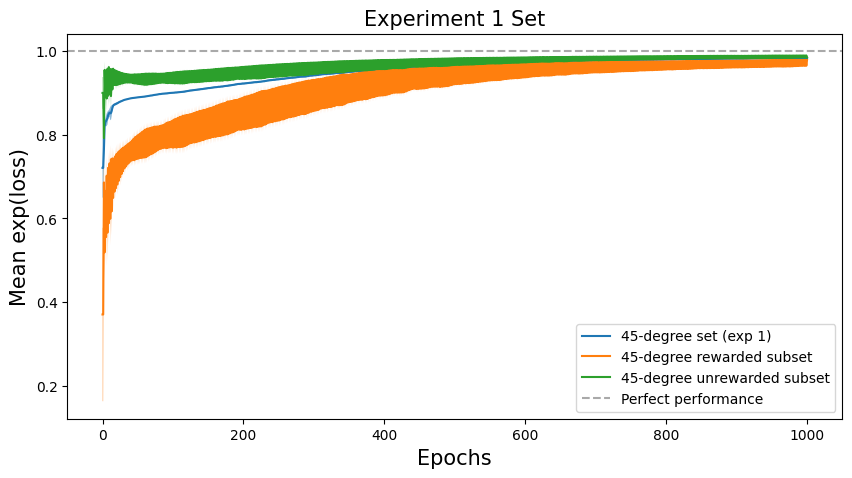 Experiment 1 Set
Mean exp(loss)
1.0
0.8
0.6
0.4
0.2
0
200
400
600
800
1000
Epochs
45-degree set (exp 1)
45-degree rewarded subset
45-degree unrewarded subset
Perfect performance